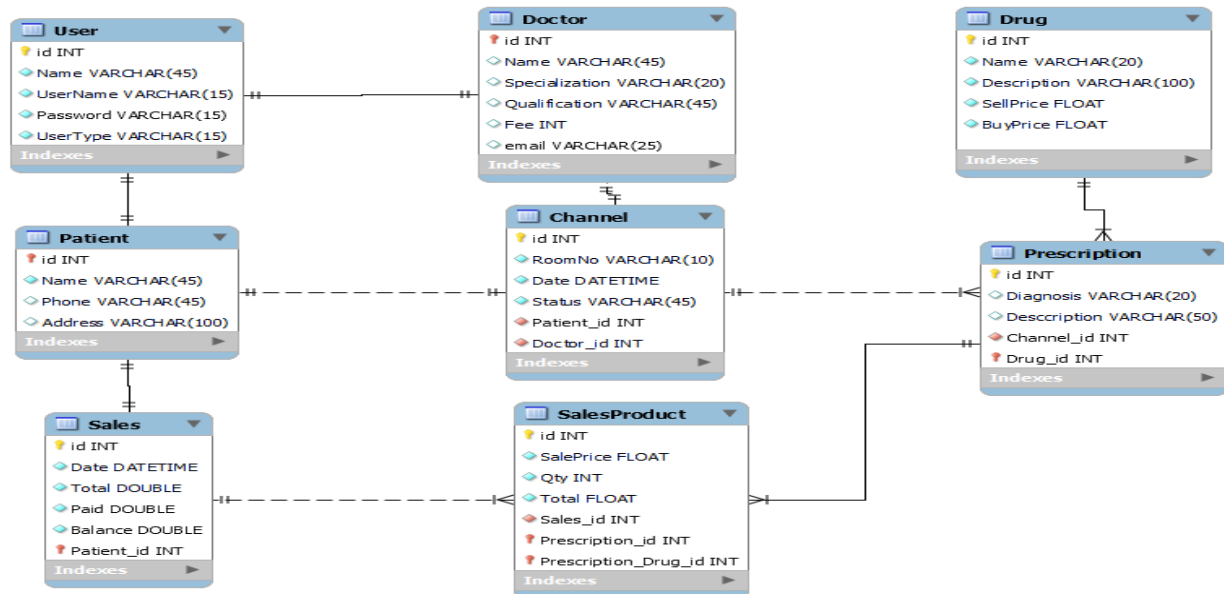 User
id INT
Name VARCHAR(45)
UserName VARCHAR(15)
Password VARCHAR(15)
UserType VARCHAR(15)
Indexes
Doctor
id INT
Name VARCHAR(45)
Specialization VARCHAR(20)
Qualification VARCHAR(45)
Fee INT
email VARCHAR(25)
Indexes
Drug
id INT
Name VARCHAR(20)
Description VARCHAR(100)
SellPrice FLOAT
BuyPrice FLOAT
Indexes
Patient
id INT
Name VARCHAR(45)
Phone VARCHAR(45)
Address VARCHAR(100)
Indexes
Channel
id INT
RoomNo VARCHAR(10)
Date DATETIME
Status VARCHAR(45)
Patient_id INT
Doctor_id INT
Indexes
Prescription
id INT
Diagnosis VARCHAR(20)
Desccription VARCHAR(50)
Channel_id INT
Drug_id INT
Indexes
Sales
id INT
Date DATETIME
Total DOUBLE
Paid DOUBLE
Balance DOUBLE
Patient_id INT
Indexes
SalesProduct
id INT
SalePrice FLOAT
Qty INT
Total FLOAT
Sales_id INT
Prescription_id INT
Prescription_Drug_id INT
Indexes